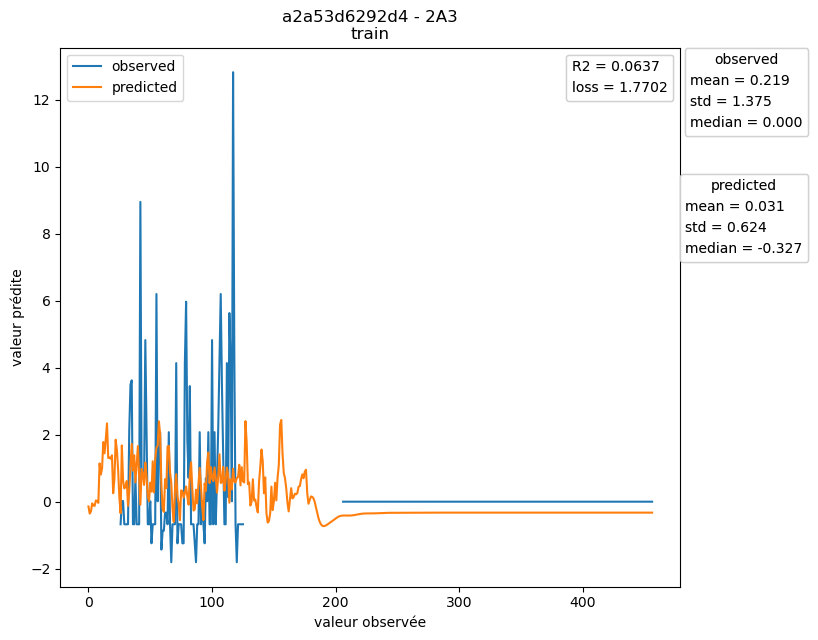 a2a53d6292d4 - 2A3
train
observed
predicted
R2 = 0.0637
loss = 1.7702
observed
mean = 0.219
std = 1.375
median = 0.000
predicted
mean = 0.031
std = 0.624
median = -0.327
valeur prédite
12
10
8
6
4
2
0
−2
0
100
200
300
400
valeur observée